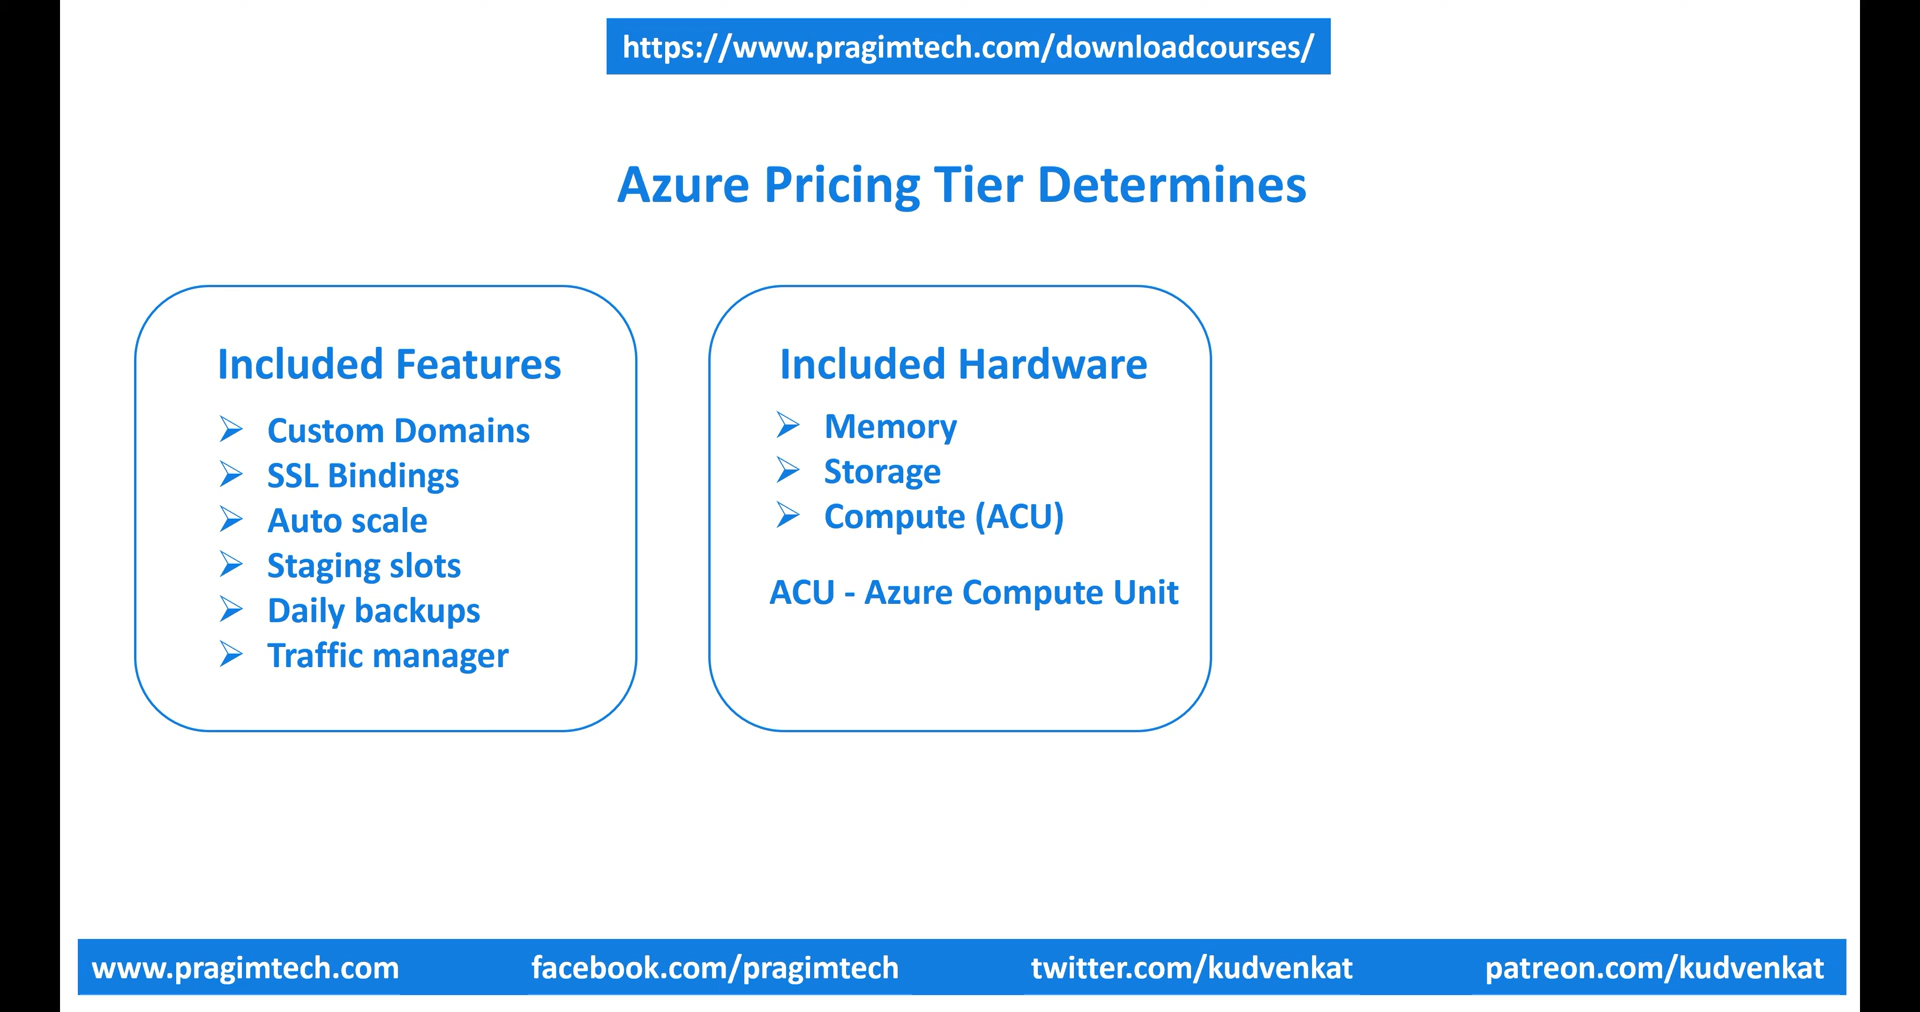 https://www.pragimtech.com/downloadcourses/
Azure Pricing Tier Determines
Included Features
Custom Domains
SSL Bindings
Auto scale
Staging slots
Daily backups
Traffic manager
Included Hardware
Memory
Storage
Compute (ACU)
ACU - Azure Compute Unit
www.pragimtech.com
facebook.com/pragimtech
twitter.com/kudvenkat
patreon.com/kudvenkat